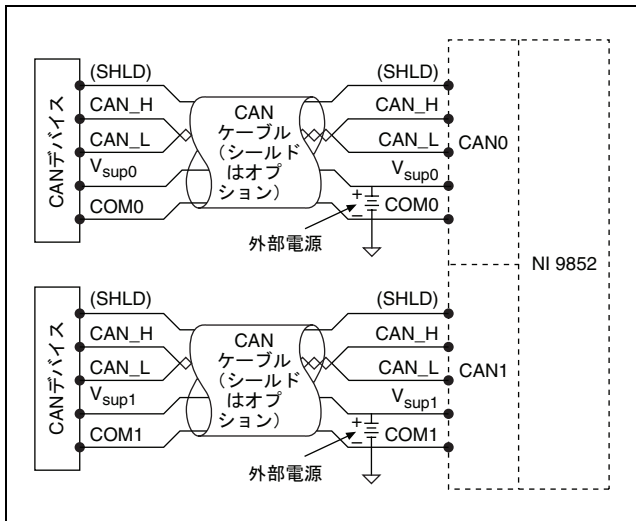 (SHLD)
CAN_H
CAN_L
Vsup0
COM0
CANデバイス
CAN
ケーブル
(シールド
はオプ
ション)
(SHLD)
CAN_H
CAN_L
Vsup0
+
−
COM0
外部電源
CAN0
NI 9852
(SHLD)
CAN_H
CAN_L
Vsup1
COM1
CANデバイス
CAN
ケーブル
(シールド
はオプ
ション)
(SHLD)
CAN_H
CAN_L
Vsup1
+
−
COM1
外部電源
CAN1